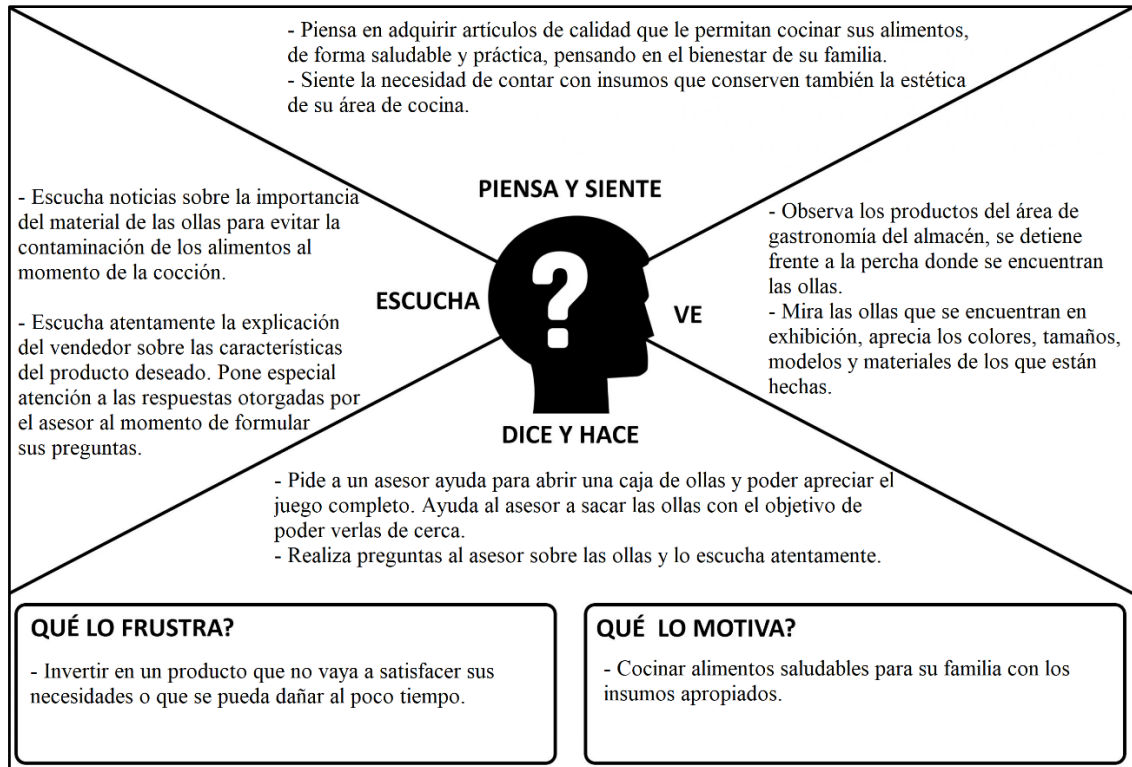 - Piensa en adquirir artículos de calidad que le permitan cocinar sus alimentos,
de forma saludable y práctica, pensando en el bienestar de su familia.
- Siente la necesidad de contar con insumos que conserven también la estética
de su área de cocina.
PIENSA Y SIENTE
- Escucha noticias sobre la importancia
del material de las ollas para evitar la
contaminación de los alimentos al
momento de la cocción.
- Escucha atentamente la explicación
del vendedor sobre las características
del producto deseado. Pone especial
atención a las respuestas otorgadas por
el asesor al momento de formular
sus preguntas.
ESCUCHA
?
VE
- Observa los productos del área de
gastronomía del almacén, se detiene
frente a la percha donde se encuentran
las ollas.
- Mira las ollas que se encuentran en
exhibición, aprecia los colores, tamaños,
modelos y materiales de los que están
hechas.
DICE Y HACE
- Pide a un asesor ayuda para abrir una caja de ollas y poder apreciar el
juego completo. Ayuda al asesor a sacar las ollas con el objetivo de
poder verlas de cerca.
- Realiza preguntas al asesor sobre las ollas y lo escucha atentamente.
QUÉ LO FRUSTRA?
- Invertir en un producto que no vaya a satisfacer sus
necesidades o que se pueda dañar al poco tiempo.
QUÉ LO MOTIVA?
- Cocinar alimentos saludables para su familia con los
insumos apropiados.